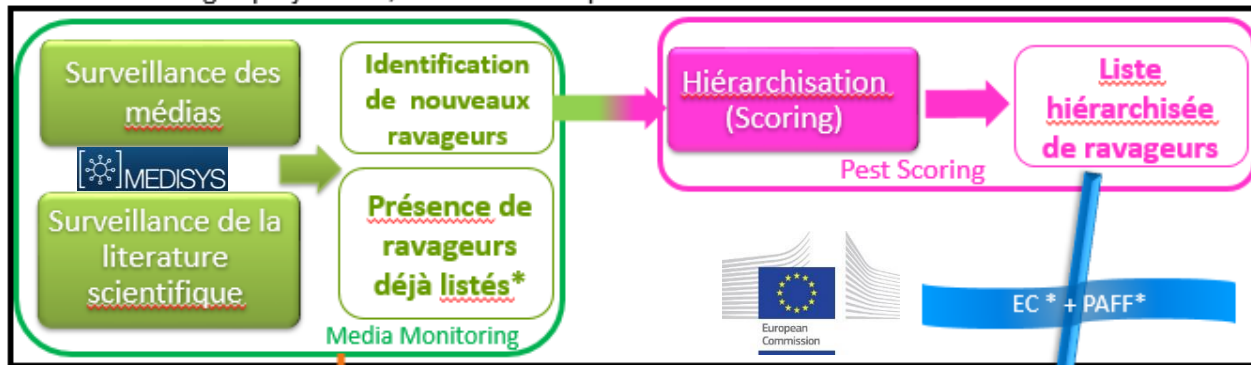 Surveillance des
médias
MEDISYS
Surveillance de la
literature
scientifique
Identification
de nouveaux
ravageurs
Présence de
ravageurs
déjà listés*
Media Monitoring
Hiérarchisation
(Scoring)
Liste
hiérarchisée
de ravageurs
Pest Scoring
European
Commission
EC * + PAFF*